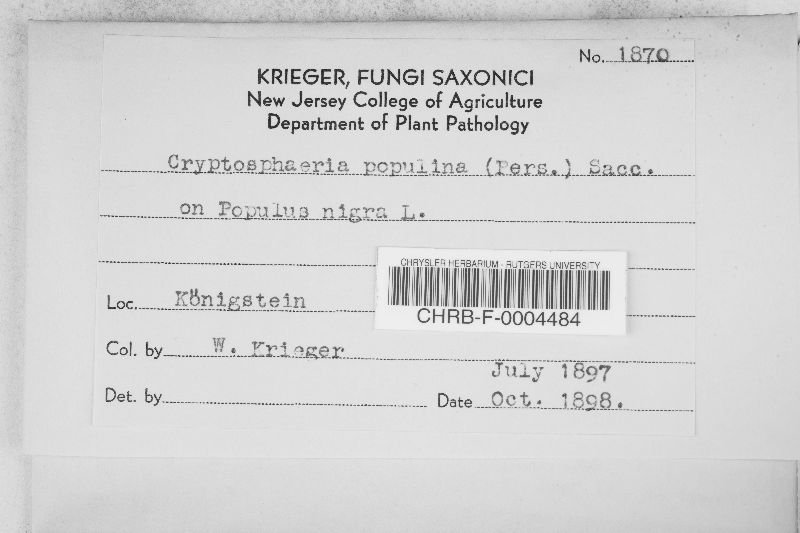 No. 1870
KRIEGER, FUNGI SAXONICI
New Jersey College of Agriculture
Department of Plant Pathology
Cryptosphaeria populina (Pers.) Sacc.
on Populus nigra L.
CHRYSLER HERBARIUM - RUTGERS UNIVERSITY
CHRB-F-0004484
Loc. Königstein
Col. by W. Krieger
July 1897
Det. by Date Oct. 1898.